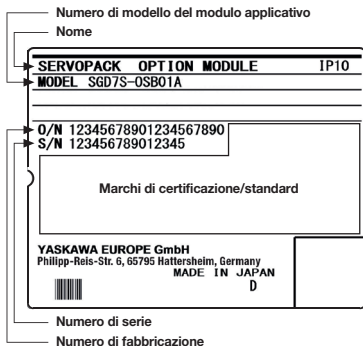 Numero di modello del modulo applicativo
Nome
SERVOPACK OPTION MODULE IP10
MODEL SGD7S-OSB01A
O/N 12345678901234567890
S/N 123456789012345
Marchi di certificazione/standard
YASKAWA EUROPE GmbH
Philipp-Reis-Str. 6, 65795 Hattersheim, Germany
MADE IN JAPAN
D
Numero di serie
Numero di fabbricazione